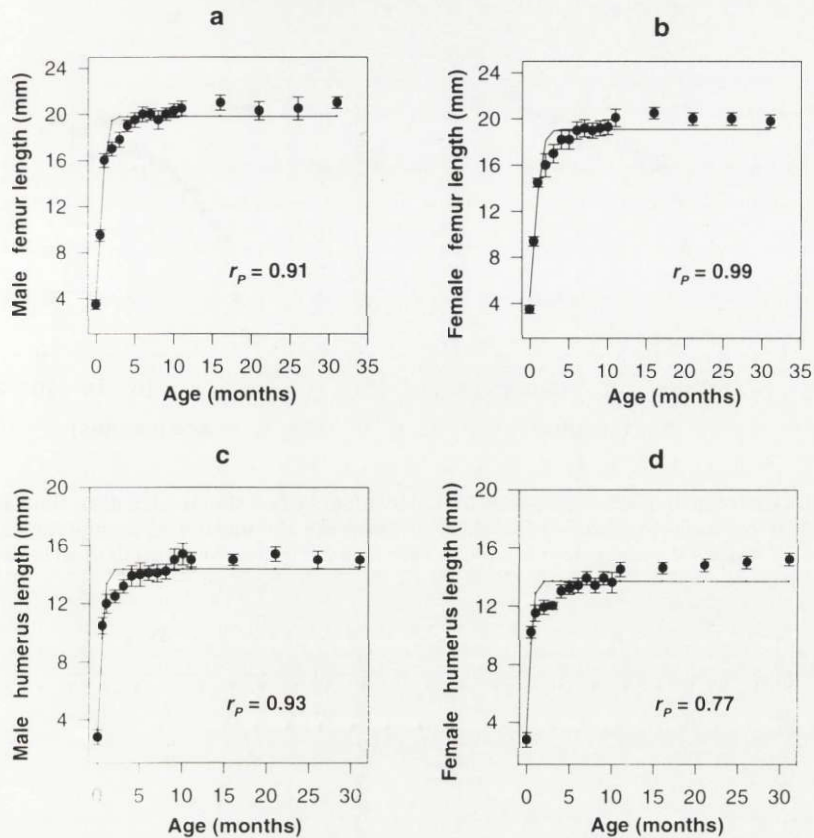 a
Male femur length (mm)
24
20
16
12
8
4
r_P = 0.91
0 5 10 15 20 25 30 35
Age (months)
b
Female femur length (mm)
24
20
16
12
8
4
r_P = 0.99
0 5 10 15 20 25 30 35
Age (months)
c
Male humerus length (mm)
20
16
12
8
4
r_P = 0.93
0 5 10 15 20 25 30
Age (months)
d
Female humerus length (mm)
20
16
12
8
4
r_P = 0.77
0 5 10 15 20 25 30
Age (months)